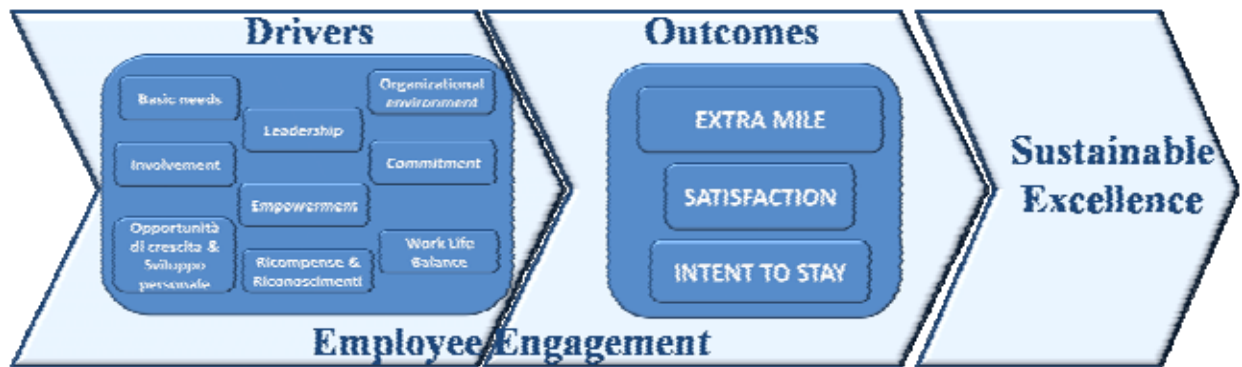 Drivers
Basic needs
Involvement
Opportunità
di crescita &
Sviluppo
personale
Leadership
Empowerment
Ricompense &
Riconoscimenti
Organizational
environment
Commitment
Work Life
Balance
Outcomes
EXTRA MILE
SATISFACTION
INTENT TO STAY
Employee Engagement
Sustainable
Excellence